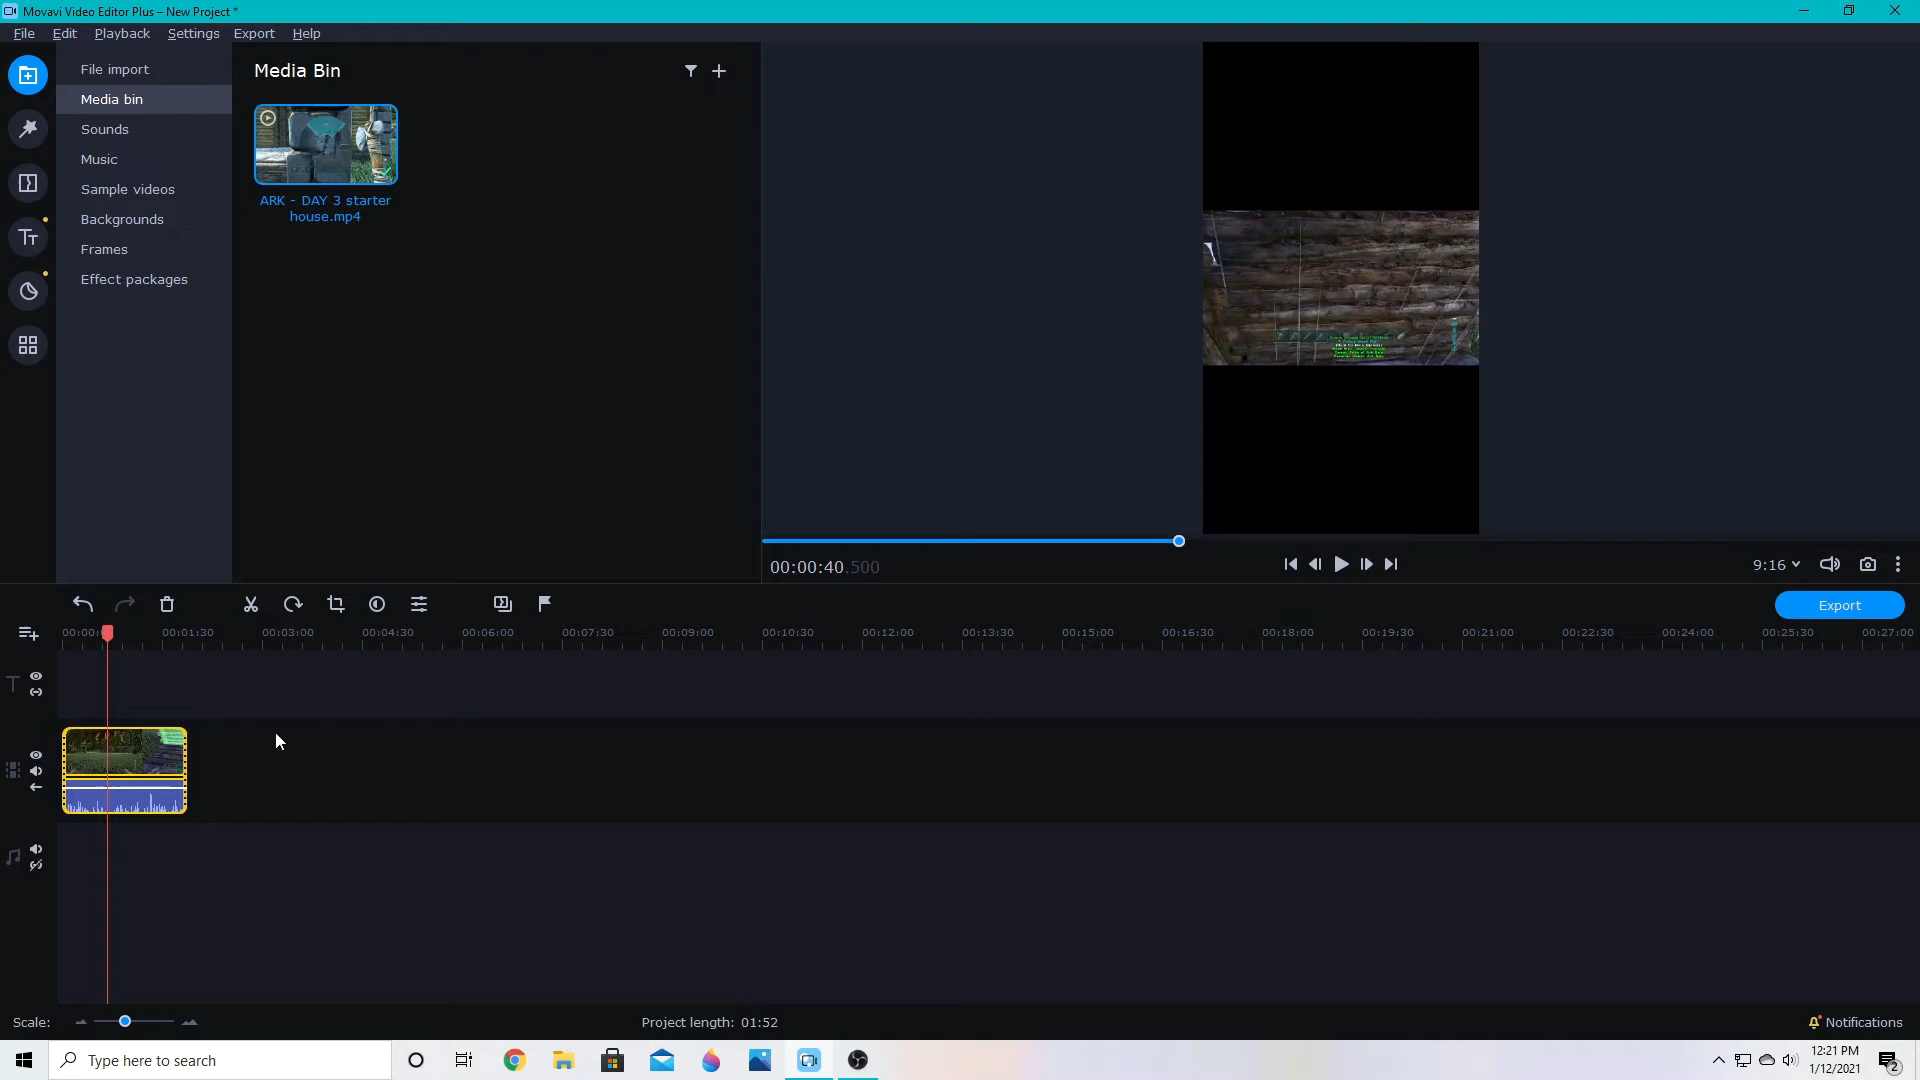 Movavi Video Editor Plus – New Project *
File Edit Playback Settings Export Help
File import
Media bin
Sounds
Music
Sample videos
Backgrounds
Frames
Effect packages
Media Bin
ARK - DAY 3 starter
house.mp4
00:00:40.500
9:16
Export
00:01:30 00:03:00 00:04:30 00:06:00 00:07:30 00:09:00 00:10:30 00:12:00 00:13:30 00:15:00 00:16:30 00:18:00 00:19:30 00:21:00 00:22:30 00:24:00 00:25:30 00:27:00
Scale:
Project length: 01:52
Notifications
Type here to search
12:21 PM
1/12/2021
2